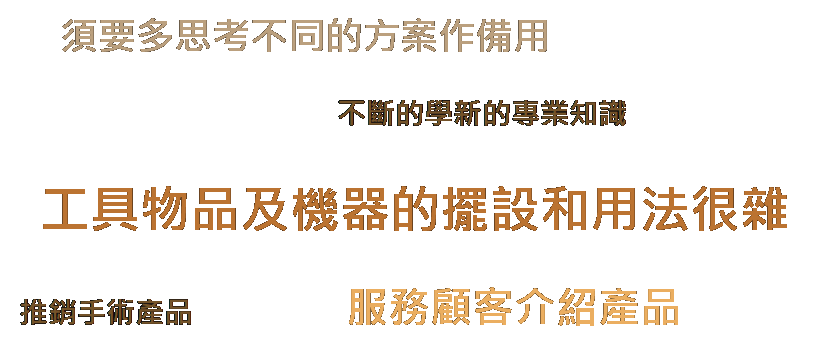 須要多思考不同的方案作備用
不斷的學新的專業知識
工具物品及機器的擺設和用法很雜
推銷手術產品
服務顧客介紹產品